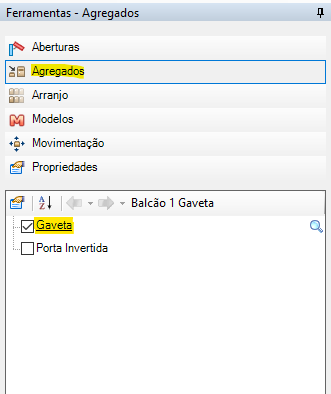 Ferramentas - Agregados
Aberturas
Agregados
Arranjo
Modelos
Movimentação
Propriedades
Balcão 1 Gaveta
Gaveta
Porta Invertida